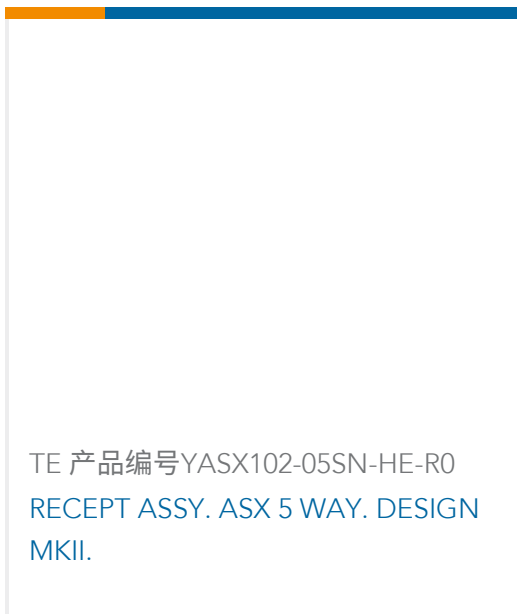 TE 产品编号YASX102-05SN-HE-R0
RECEPT ASSY. ASX 5 WAY. DESIGN
MKII.